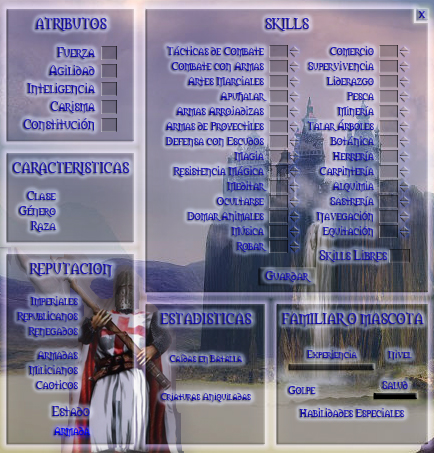 ATRIBUTOS
Fuerza
Agilidad
Inteligencia
Carisma
Constitución
CARACTERISTICAS
Clase
Género
Raza
REPUTACION
Imperiales
Republicanos
Renegados
Armadas
Milicianos
Caoticos
Estado
Armada
SKILLS
X
Tácticas de Combate
Combate con Armas
Artes Marciales
Apuñalar
Armas Arrojadizas
Armas de Proyectiles
Defensa con Escudos
Magia
Resistencia Mágica
Meditar
Ocultarse
Domar Animales
Música
Robar
Comercio
Supervivencia
Liderazgo
Pesca
Minería
Talar Árboles
Botánica
Herrería
Carpintería
Alquimia
Sastrería
Navegación
Equitación
Skills Libres
Guardar
ESTADISTICAS
Caidas en Batalla
Criaturas Aniquiladas
FAMILIAR O MASCOTA
Experiencia
Nivel
Golpe
Salud
Habilidades Especiales